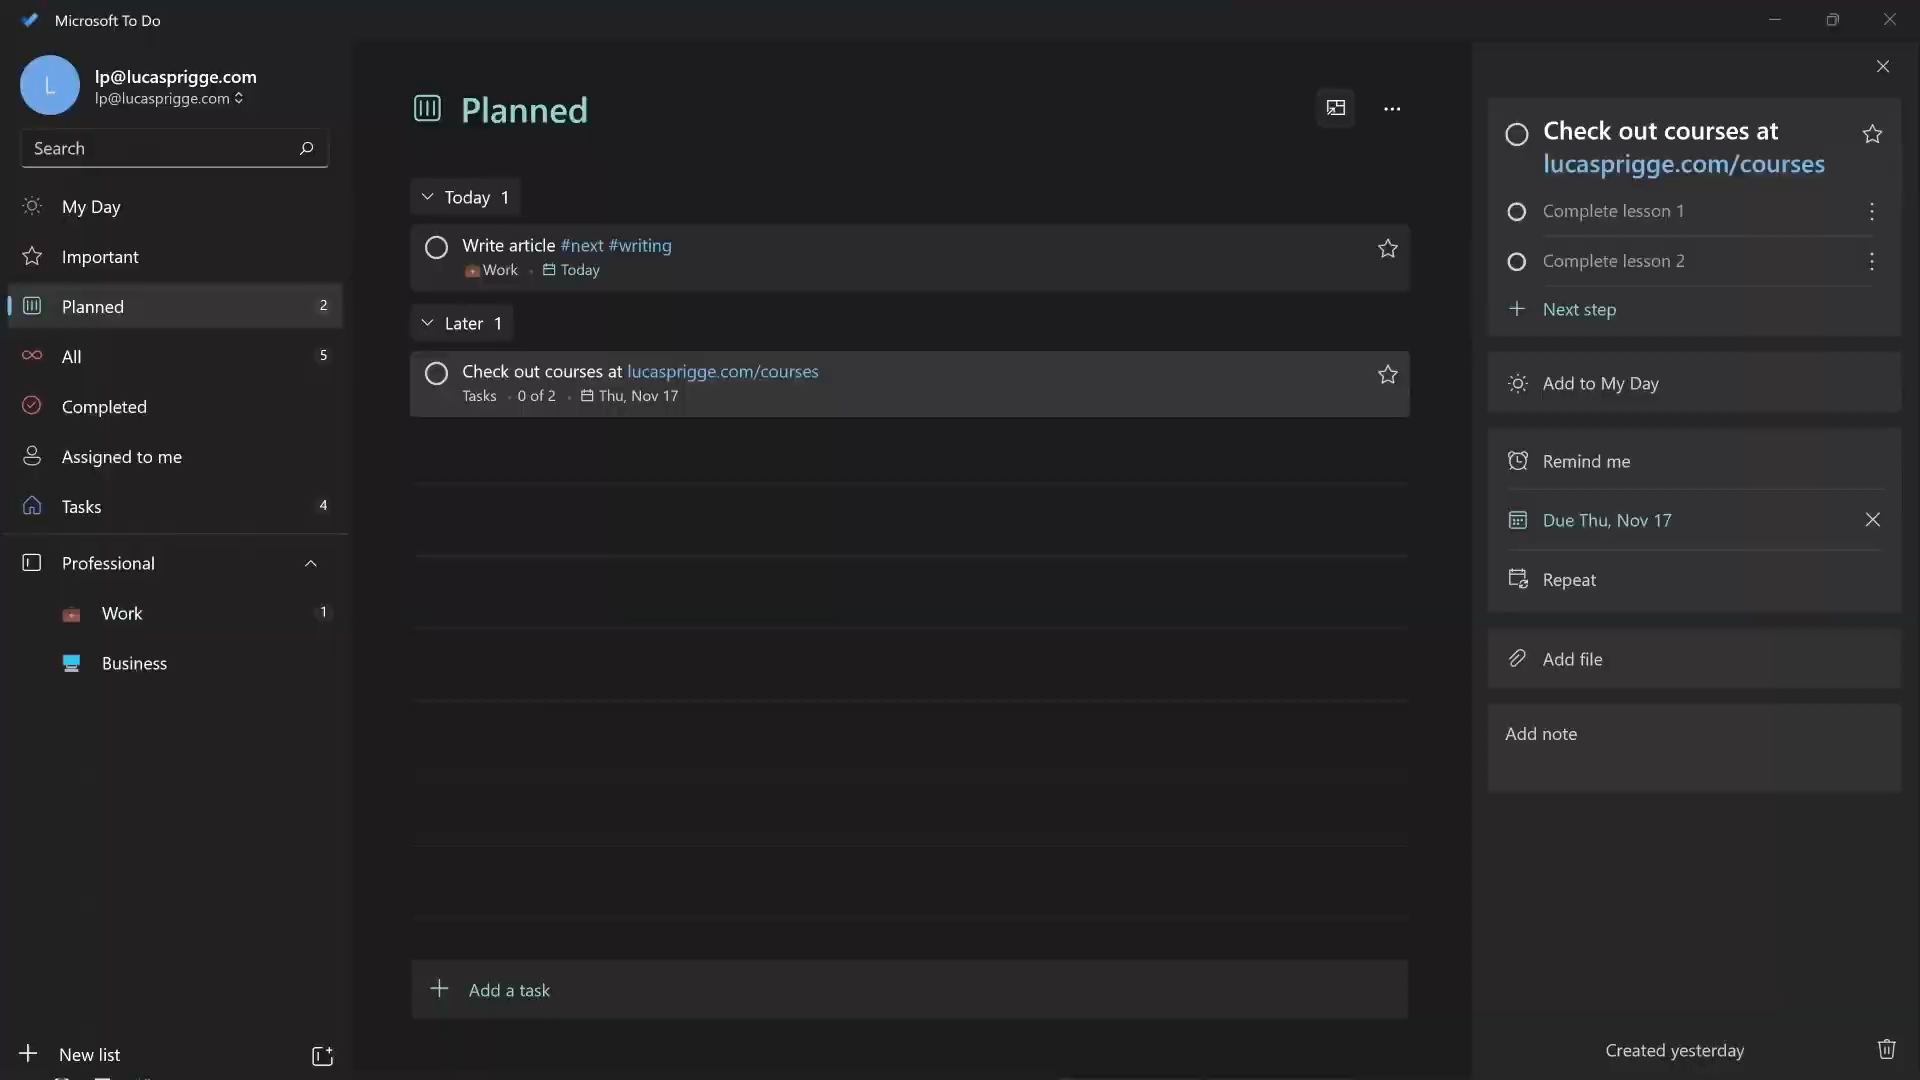 Microsoft To Do
L
lp@lucasprigge.com
lp@lucasprigge.com
Search
My Day
Important
Planned 2
All 5
Completed
Assigned to me
Tasks 4
Professional
Work 1
Business
New list
Planned
Today 1
Write article #next #writing
Work Today
Later 1
Check out courses at lucasprigge.com/courses
Tasks · 0 of 2 · Thu, Nov 17
Add a task
Check out courses at
lucasprigge.com/courses
Complete lesson 1
Complete lesson 2
Next step
Add to My Day
Remind me
Due Thu, Nov 17
Repeat
Add file
Add note
Created yesterday